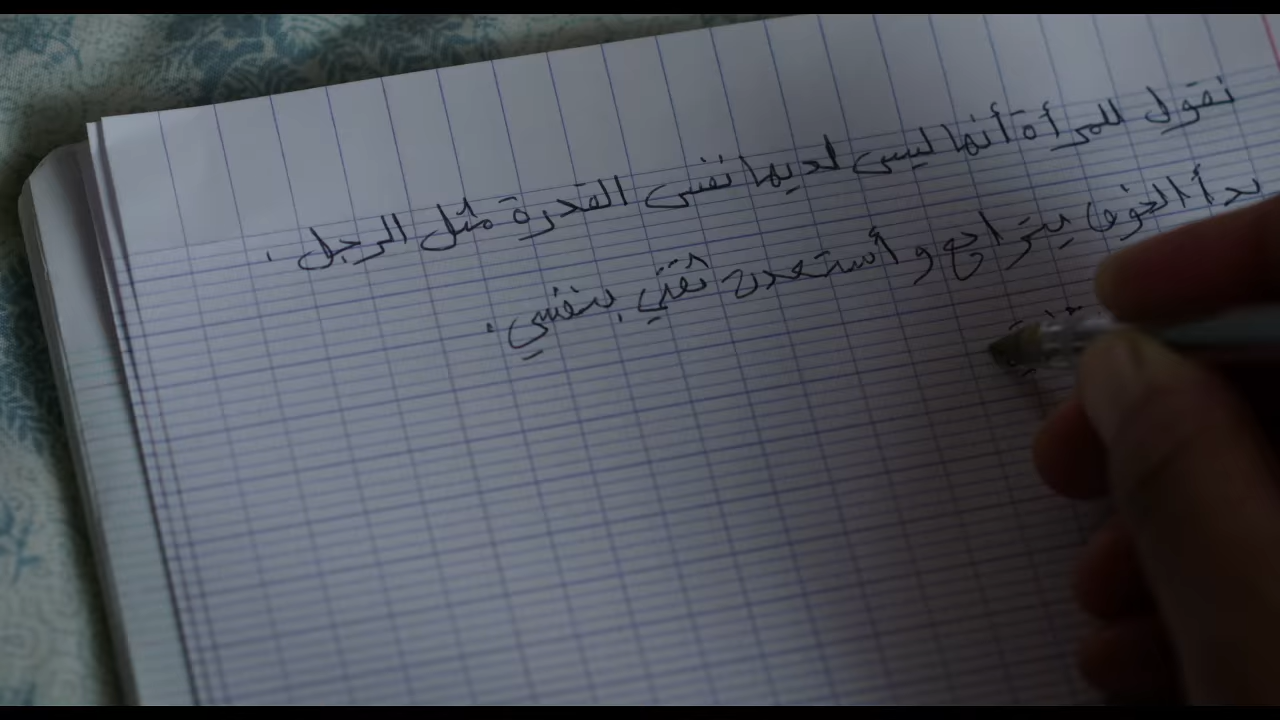 نقول للمرأة أنها ليس لديها نفس القدرة مثل الرجل .
بدأ الخوف يتراجع و أستعدت ثقتي بنفسي .